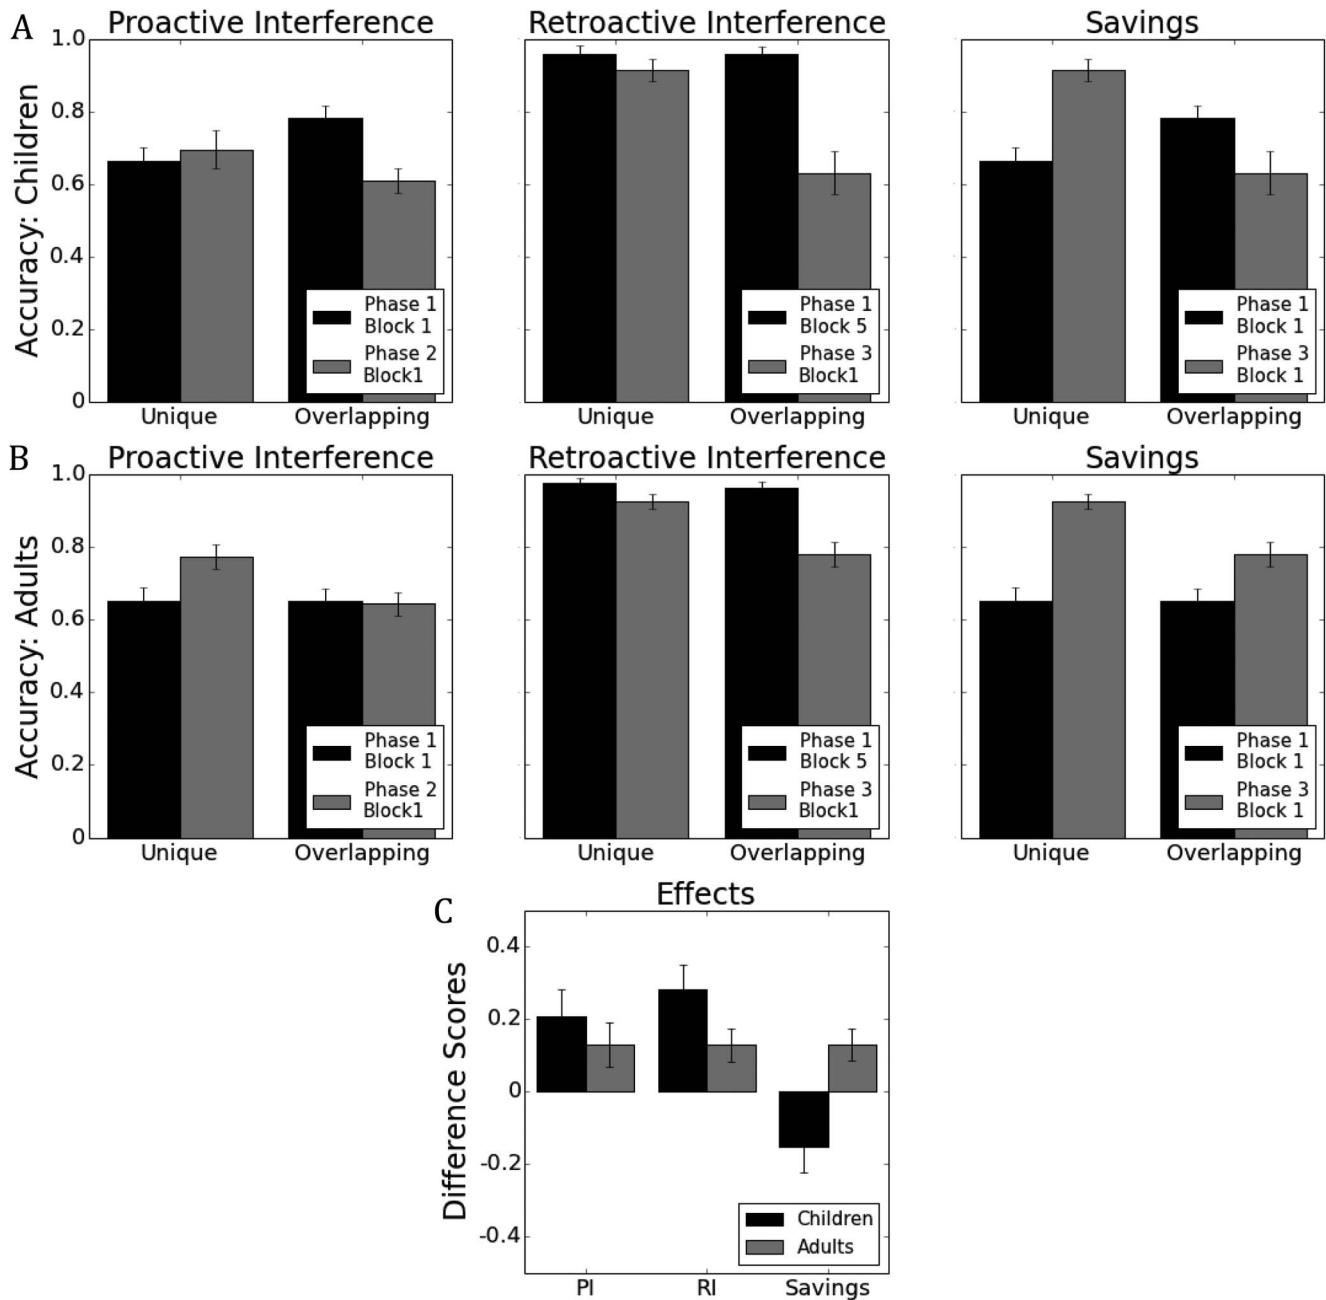 A
Proactive Interference
Retroactive Interference
Savings
Accuracy: Children
1.0
0.8
0.6
0.4
0.2
0
Phase 1
Block 1
Phase 2
Block1
Phase 1
Block 5
Phase 3
Block1
Phase 1
Block 1
Phase 3
Block 1
Unique
Overlapping
Unique
Overlapping
Unique
Overlapping
B
Proactive Interference
Retroactive Interference
Savings
Accuracy: Adults
1.0
0.8
0.6
0.4
0.2
0
Phase 1
Block 1
Phase 2
Block1
Phase 1
Block 5
Phase 3
Block1
Phase 1
Block 1
Phase 3
Block 1
Unique
Overlapping
Unique
Overlapping
Unique
Overlapping
C
Effects
Difference Scores
0.4
0.2
0
-0.2
-0.4
Children
Adults
PI
RI
Savings